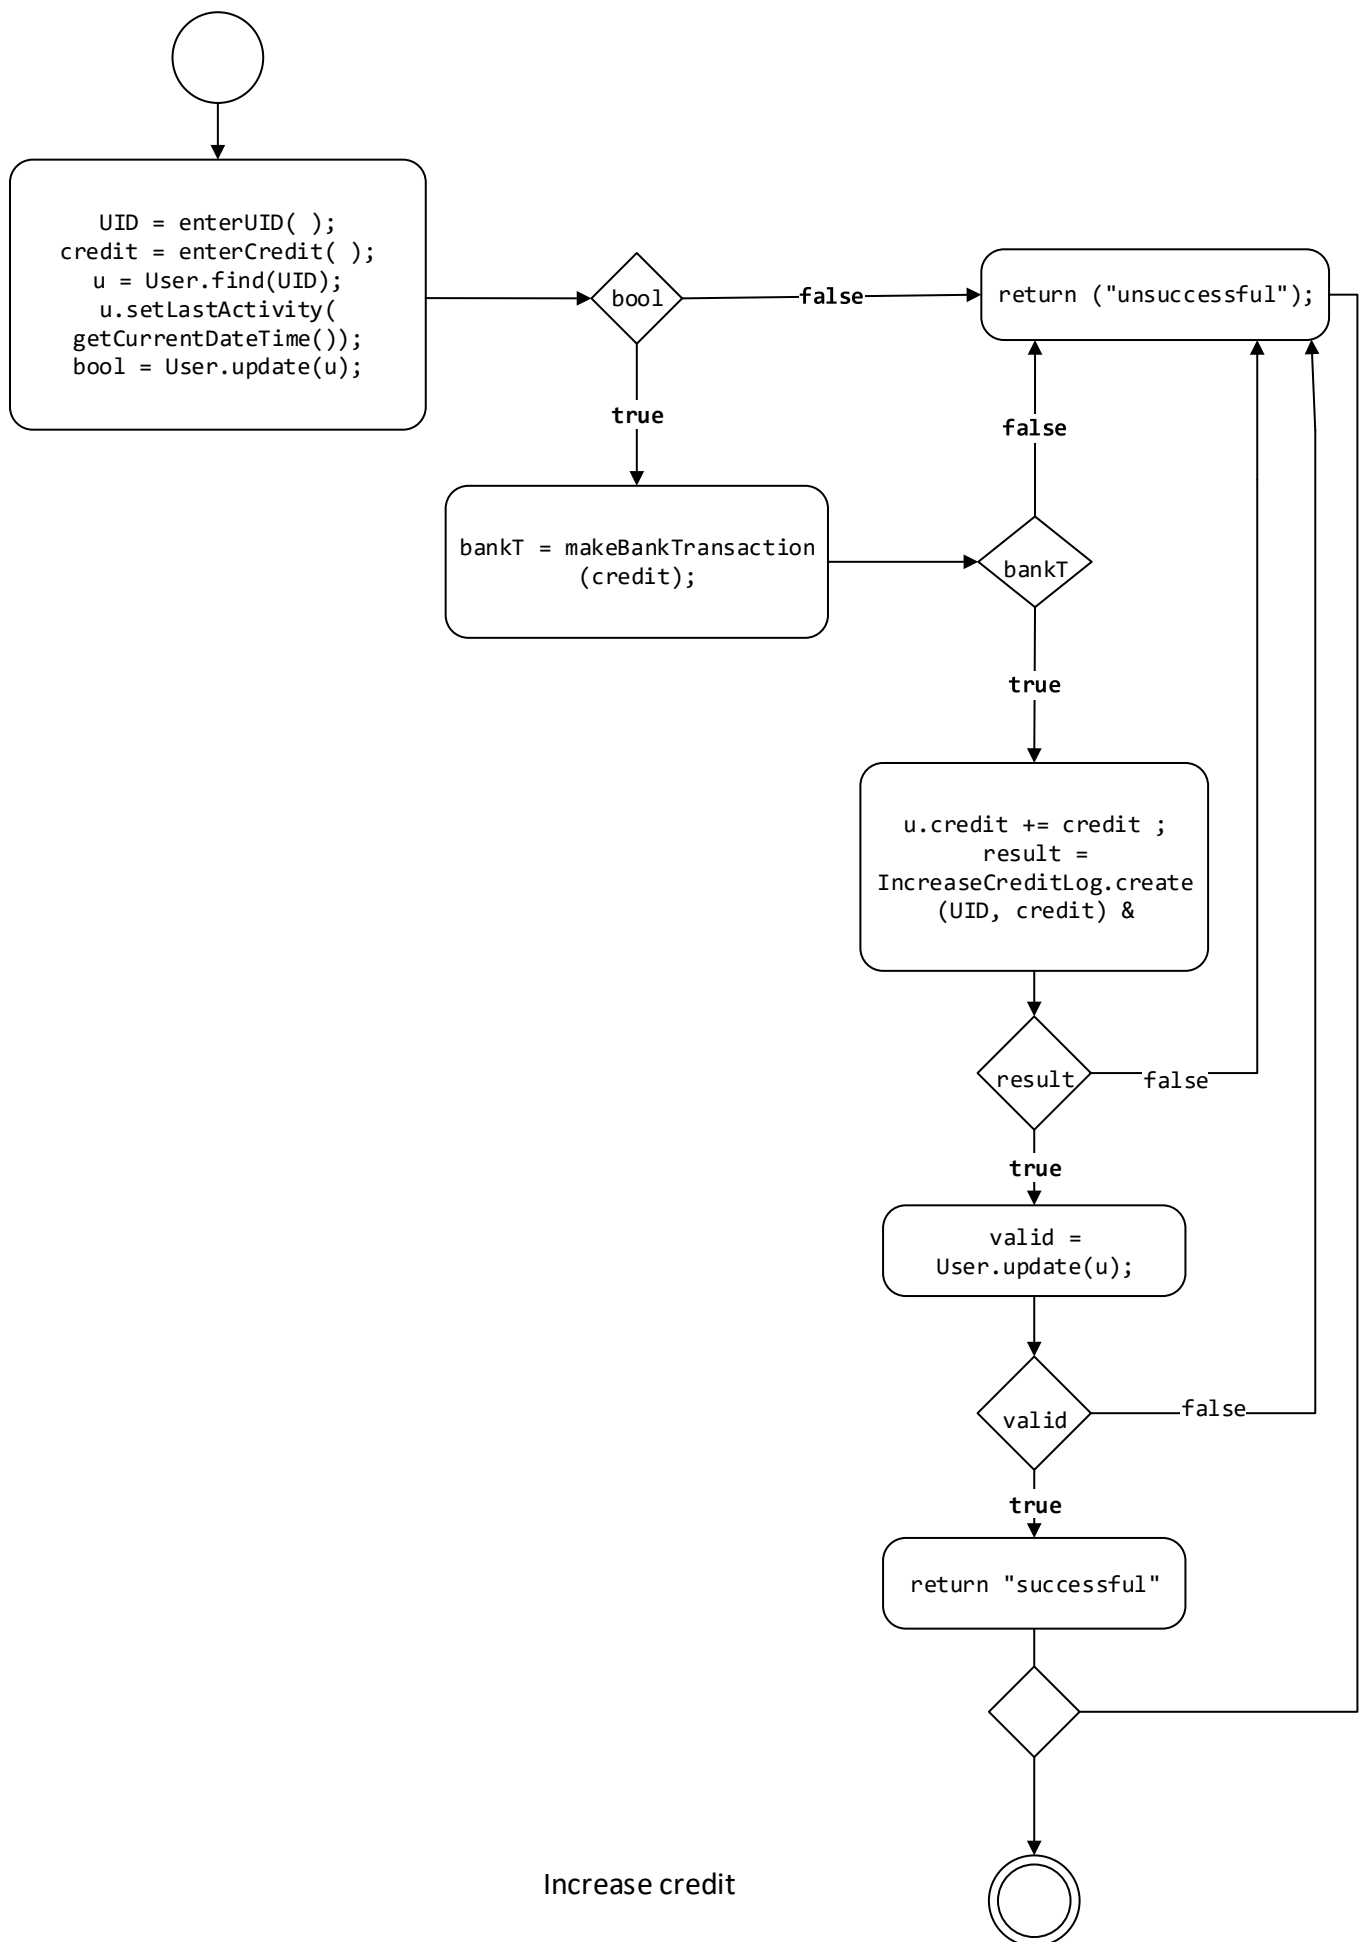 UID = enterUID( );
credit = enterCredit( );
u = User.find(UID);
u.setLastActivity(
getCurrentDateTime());
bool = User.update(u);
bool
false
return ("unsuccessful");
true
false
bankT = makeBankTransaction
(credit);
bankT
true
u.credit += credit ;
result =
IncreaseCreditLog.create
(UID, credit) &
result
false
true
valid =
User.update(u);
valid
false
true
return "successful"
Increase credit